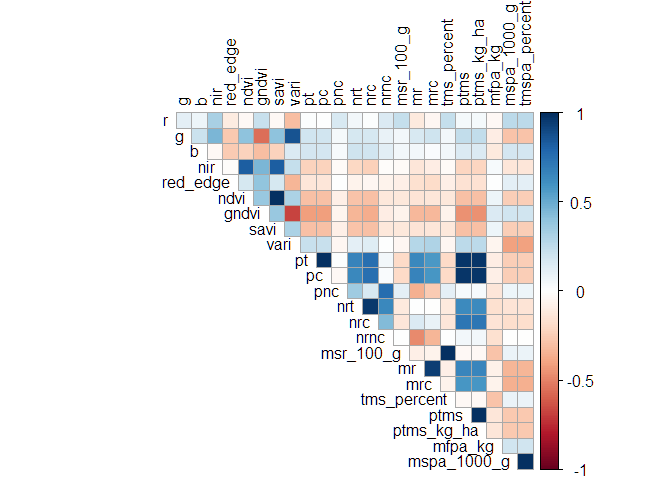 g
b
nir
red_edge
ndvi
gndvi
savi
vari
pt
pc
pnc
nrt
nrc
nrnc
msr_100_g
mr
mrc
tms_percent
ptms
ptms_kg_ha
mfpa_kg
mspa_1000_g
tmspa_percent
r
g
b
nir
red_edge
ndvi
gndvi
savi
vari
pt
pc
pnc
nrt
nrc
nrnc
msr_100_g
mr
mrc
tms_percent
ptms
ptms_kg_ha
mfpa_kg
mspa_1000_g
1
0.5
0
-0.5
-1